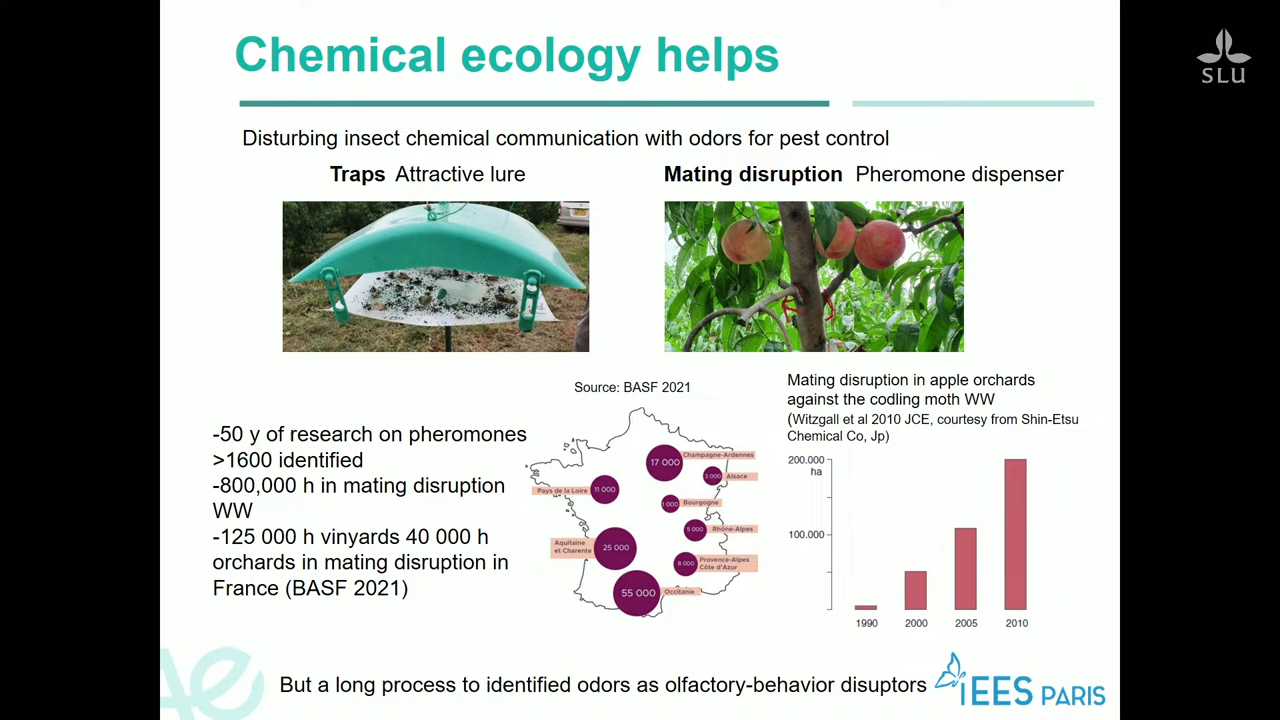 Chemical ecology helps
SLU
Disturbing insect chemical communication with odors for pest control
Traps Attractive lure
Mating disruption Pheromone dispenser
-50 y of research on pheromones
>1600 identified
-800,000 h in mating disruption
WW
-125 000 h vinyards 40 000 h
orchards in mating disruption in
France (BASF 2021)
Source: BASF 2021
17 000
Champagne-Ardennes
Alsace
Pays de la Loire
11 000
1 000
Bourgogne
5 000
Rhône-Alpes
Aquitaine
et Charente
25 000
8 000
Provence-Alpes
Côte d'Azur
55 000
Occitanie
Mating disruption in apple orchards
against the codling moth WW
(Witzgall et al 2010 JCE, courtesy from Shin-Etsu
Chemical Co, Jp)
200.000
ha
100.000
1990
2000
2005
2010
But a long process to identified odors as olfactory-behavior disuptors
iEES PARIS